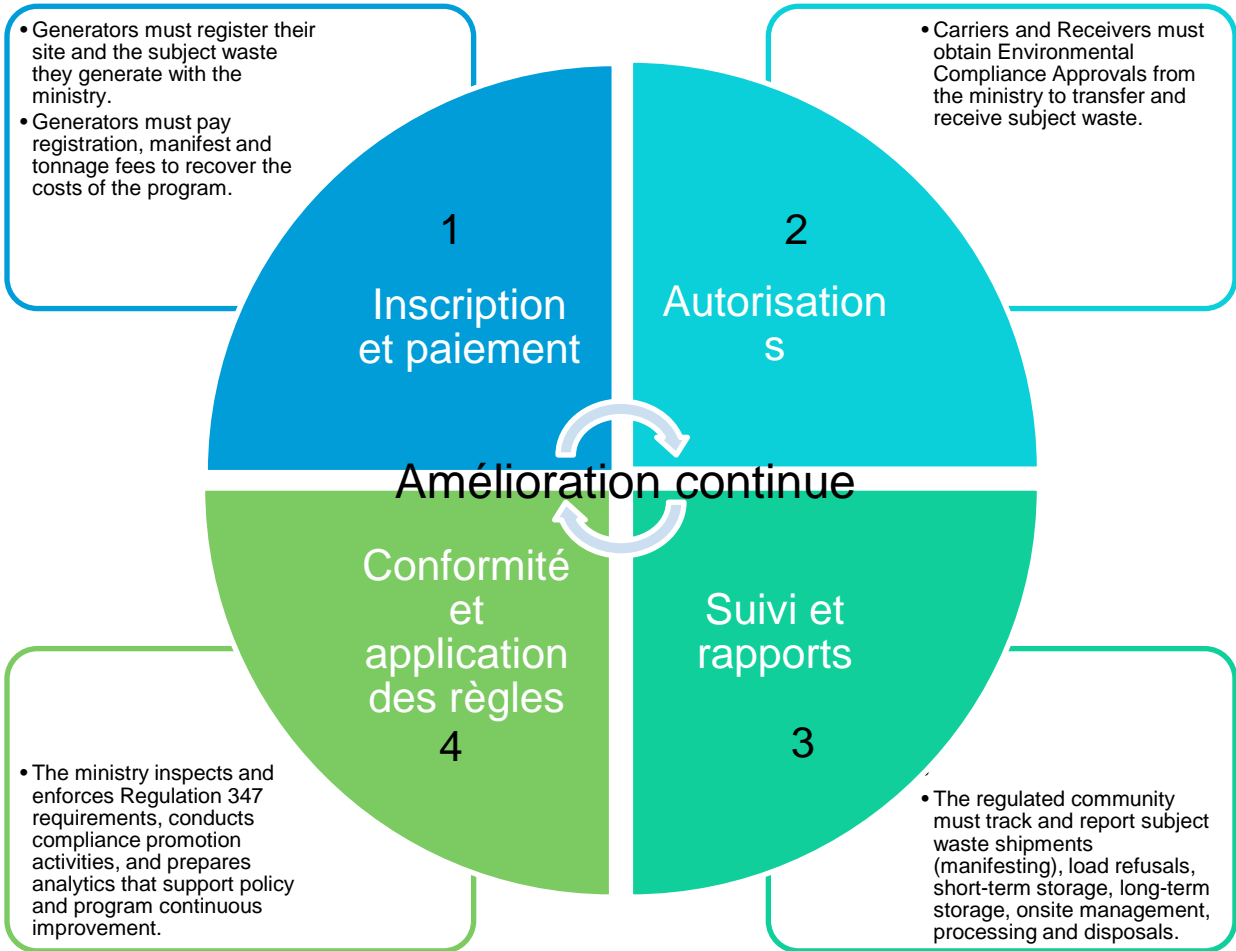 • Generators must register their
site and the subject waste
they generate with the
ministry.
• Generators must pay
registration, manifest and
tonnage fees to recover the
costs of the program.
• Carriers and Receivers must
obtain Environmental
Compliance Approvals from
the ministry to transfer and
receive subject waste.
1
Inscription
et paiement
2
Autorisation
s
Amélioration continue
Conformité
et
application
des règles
4
Suivi et
rapports
3
• The ministry inspects and
enforces Regulation 347
requirements, conducts
compliance promotion
activities, and prepares
analytics that support policy
and program continuous
improvement.
• The regulated community
must track and report subject
waste shipments
(manifesting), load refusals,
short-term storage, long-term
storage, onsite management,
processing and disposals.